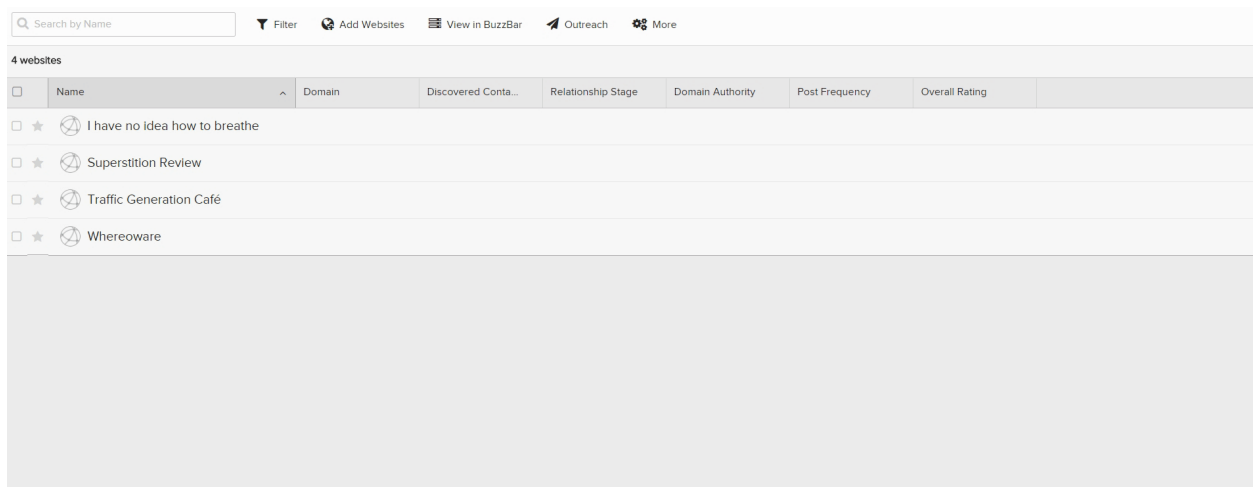 Search by Name Filter Add Websites View in BuzzBar Outreach More
4 websites
Name Domain Discovered Conta... Relationship Stage Domain Authority Post Frequency Overall Rating
I have no idea how to breathe
Superstition Review
Traffic Generation Café
Whereoware